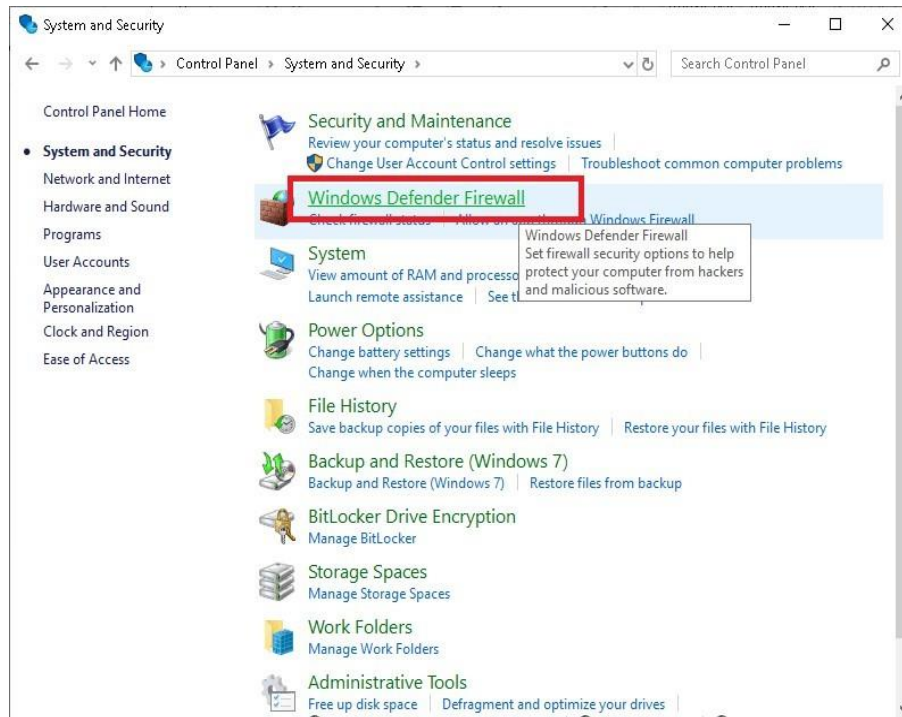 System and Security
Control Panel > System and Security >
Search Control Panel
Control Panel Home
System and Security
Network and Internet
Hardware and Sound
Programs
User Accounts
Appearance and
Personalization
Clock and Region
Ease of Access
Security and Maintenance
Review your computer's status and resolve issues
Change User Account Control settings | Troubleshoot common computer problems
Windows Defender Firewall
Check firewall status | Allow an app through Windows Firewall
Windows Defender Firewall
Set firewall security options to help
protect your computer from hackers
and malicious software.
System
View amount of RAM and processo
Launch remote assistance | See t
Power Options
Change battery settings | Change what the power buttons do
Change when the computer sleeps
File History
Save backup copies of your files with File History | Restore your files with File History
Backup and Restore (Windows 7)
Backup and Restore (Windows 7) | Restore files from backup
BitLocker Drive Encryption
Manage BitLocker
Storage Spaces
Manage Storage Spaces
Work Folders
Manage Work Folders
Administrative Tools
Free up disk space | Defragment and optimize your drives